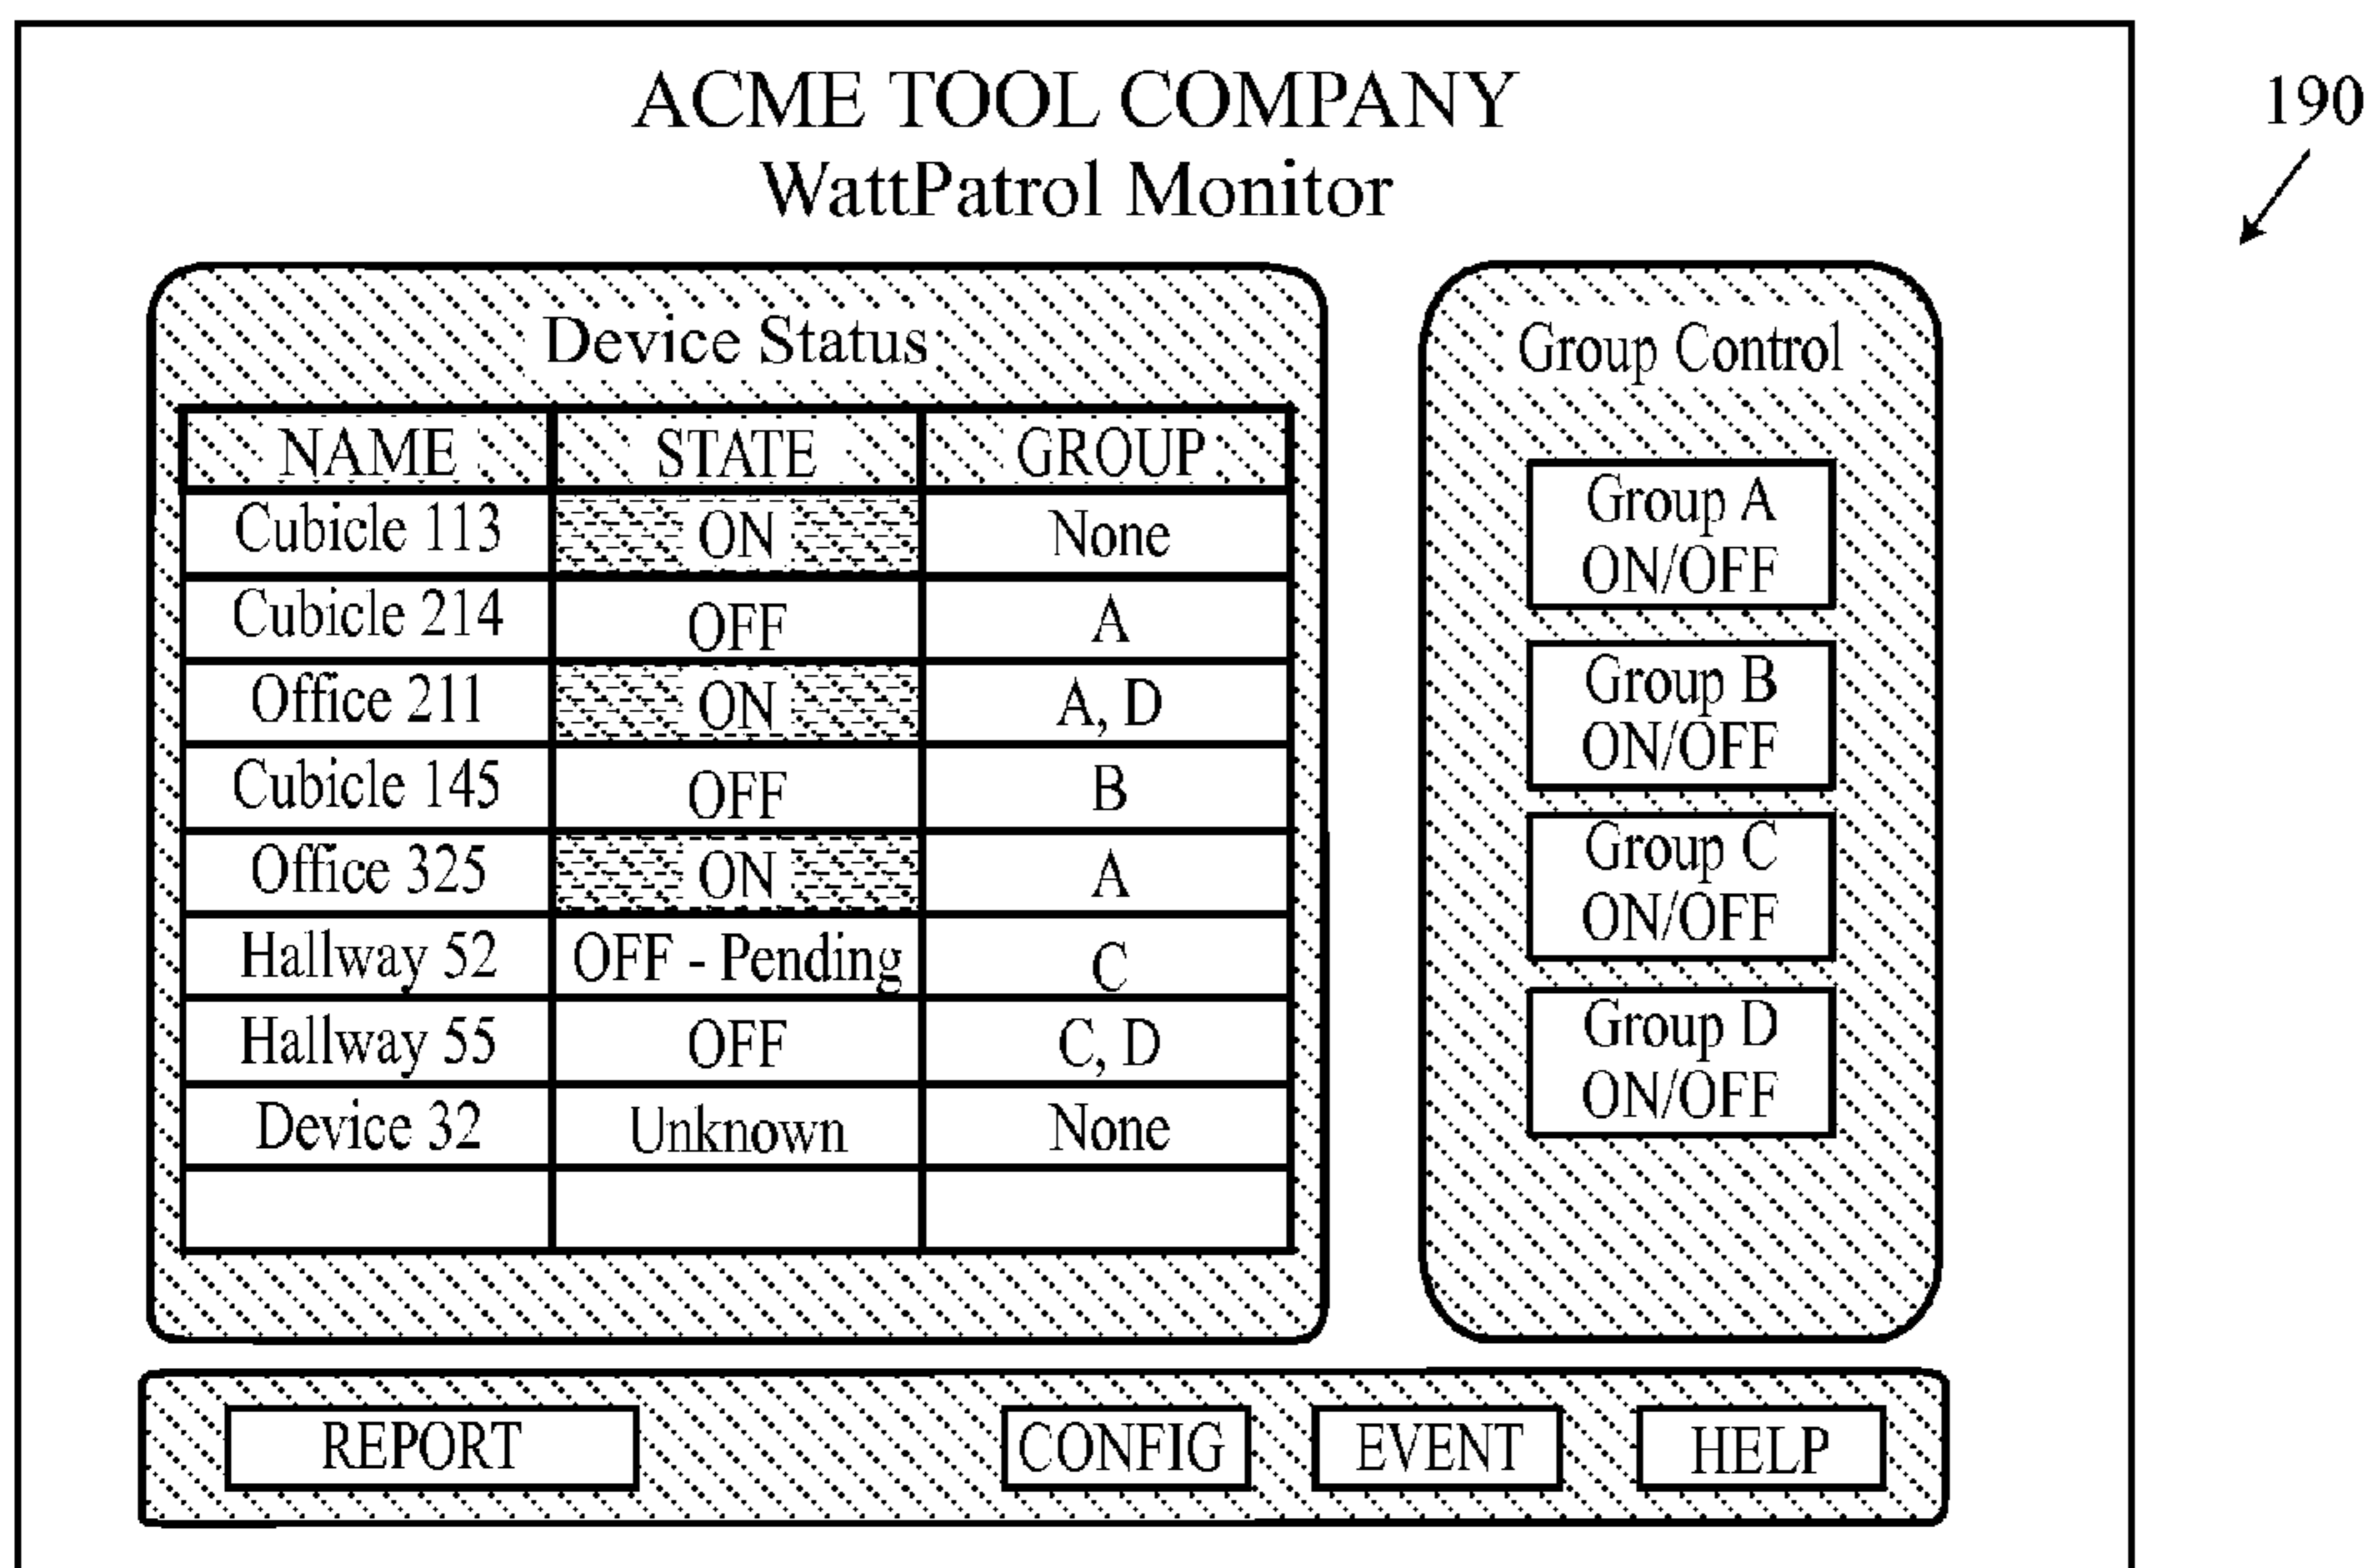 ACME TOOL COMPANY
WattPatrol Monitor
190
Device Status
NAME STATE GROUP
Cubicle 113 ON None
Cubicle 214 OFF A
Office 211 ON A, D
Cubicle 145 OFF B
Office 325 ON A
Hallway 52 OFF - Pending C
Hallway 55 OFF C, D
Device 32 Unknown None
Group Control
Group A
ON/OFF
Group B
ON/OFF
Group C
ON/OFF
Group D
ON/OFF
REPORT CONFIG EVENT HELP